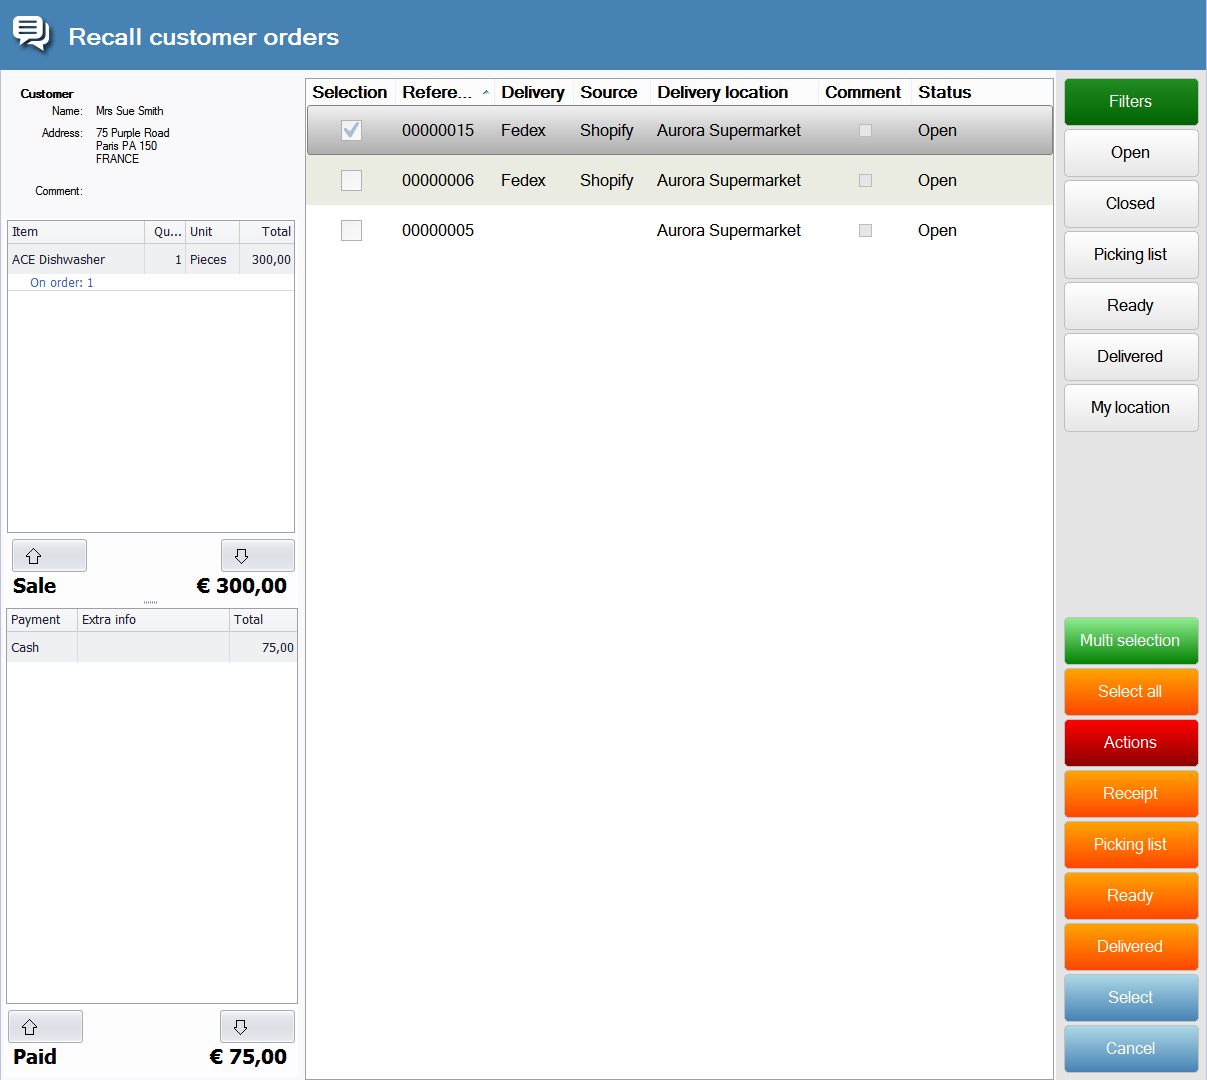 Recall customer orders
Customer
Name: Mrs Sue Smith
Address: 75 Purple Road
Paris PA 150
FRANCE
Comment:
Item Qu... Unit Total
ACE Dishwasher 1 Pieces 300,00
On order: 1
Sale € 300,00
Payment Extra info Total
Cash 75,00
Paid € 75,00
Selection Refere... Delivery Source Delivery location Comment Status
00000015 Fedex Shopify Aurora Supermarket Open
00000006 Fedex Shopify Aurora Supermarket Open
00000005 Aurora Supermarket Open
Filters
Open
Closed
Picking list
Ready
Delivered
My location
Multi selection
Select all
Actions
Receipt
Picking list
Ready
Delivered
Select
Cancel